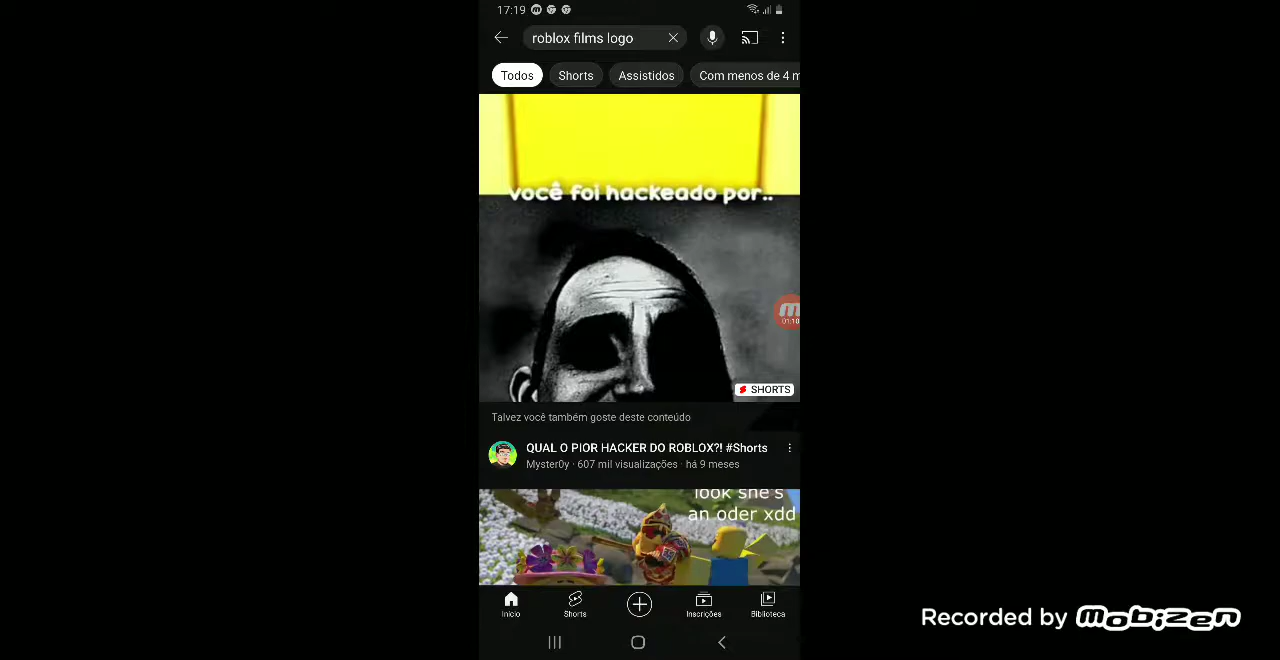 17:19
roblox films logo
Todos
Shorts
Assistidos
Com menos de 4 m
você foi hackeado por..
01:10
SHORTS
Talvez você também goste deste conteúdo
QUAL O PIOR HACKER DO ROBLOX?! #Shorts
Myster0y · 607 mil visualizações · há 9 meses
look she's
an oder xdd
Início
Shorts
Inscrições
Biblioteca
Recorded by mobizen